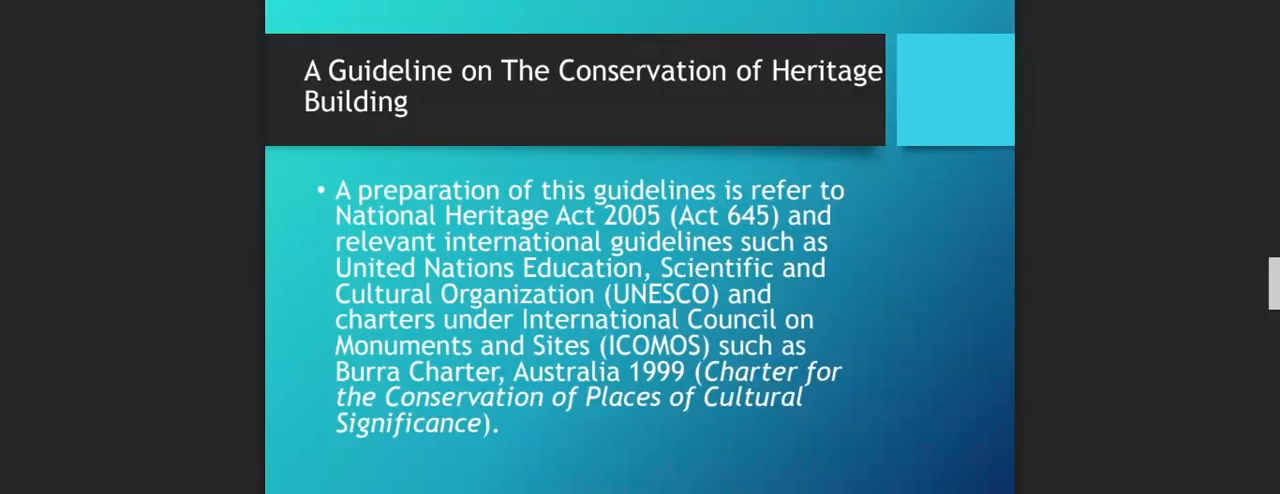 A Guideline on The Conservation of Heritage
Building
• A preparation of this guidelines is refer to
National Heritage Act 2005 (Act 645) and
relevant international guidelines such as
United Nations Education, Scientific and
Cultural Organization (UNESCO) and
charters under International Council on
Monuments and Sites (ICOMOS) such as
Burra Charter, Australia 1999 (Charter for
the Conservation of Places of Cultural
Significance).